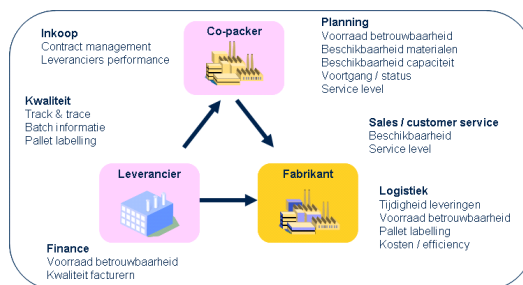 Inkoop
Contract management
Leveranciers performance
Co-packer
Planning
Voorraad betrouwbaarheid
Beschikbaarheid materialen
Beschikbaarheid capaciteit
Voortgang / status
Service level
Kwaliteit
Track & trace
Batch informatie
Pallet labelling
Sales / customer service
Beschikbaarheid
Service level
Leverancier
Fabrikant
Logistiek
Tijdigheid leveringen
Voorraad betrouwbaarheid
Pallet labelling
Kosten / efficiency
Finance
Voorraad betrouwbaarheid
Kwaliteit facturern